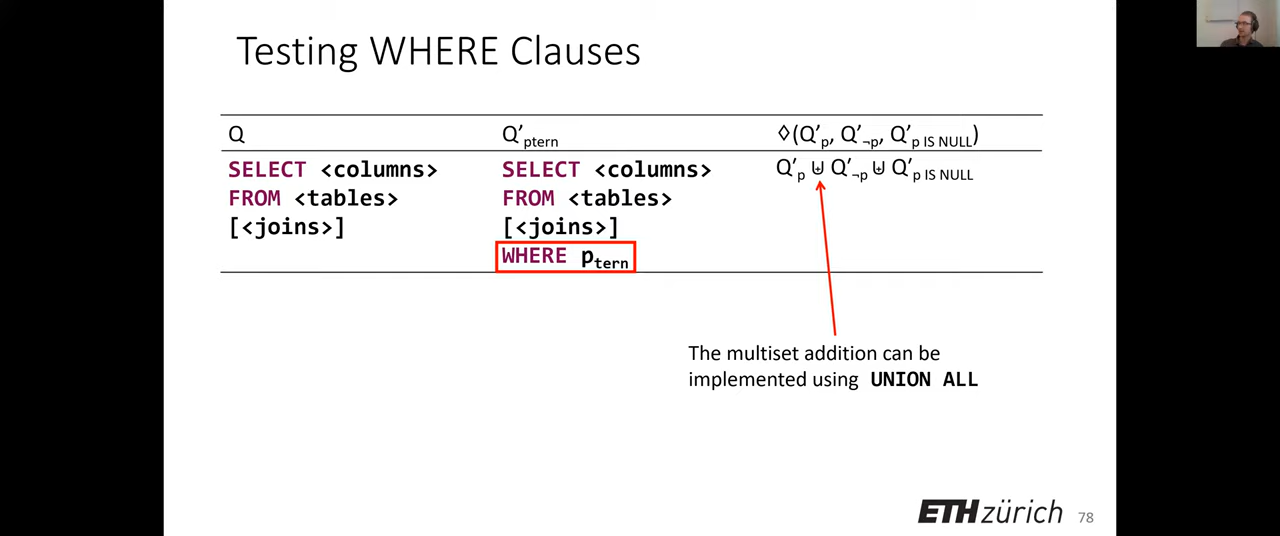 Testing WHERE Clauses
Q Q′ptern ◊(Q′p, Q′¬p, Q′p IS NULL)
SELECT <columns> SELECT <columns> Q′p ⊎ Q′¬p ⊎ Q′p IS NULL
FROM <tables> FROM <tables>
[<joins>] [<joins>]
WHERE ptern
The multiset addition can be
implemented using UNION ALL
ETH zürich 78